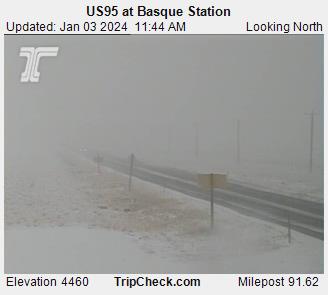 US95 at Basque Station
Updated: Jan 03 2024 11:44 AM Looking North
Elevation 4460 TripCheck.com Milepost 91.62